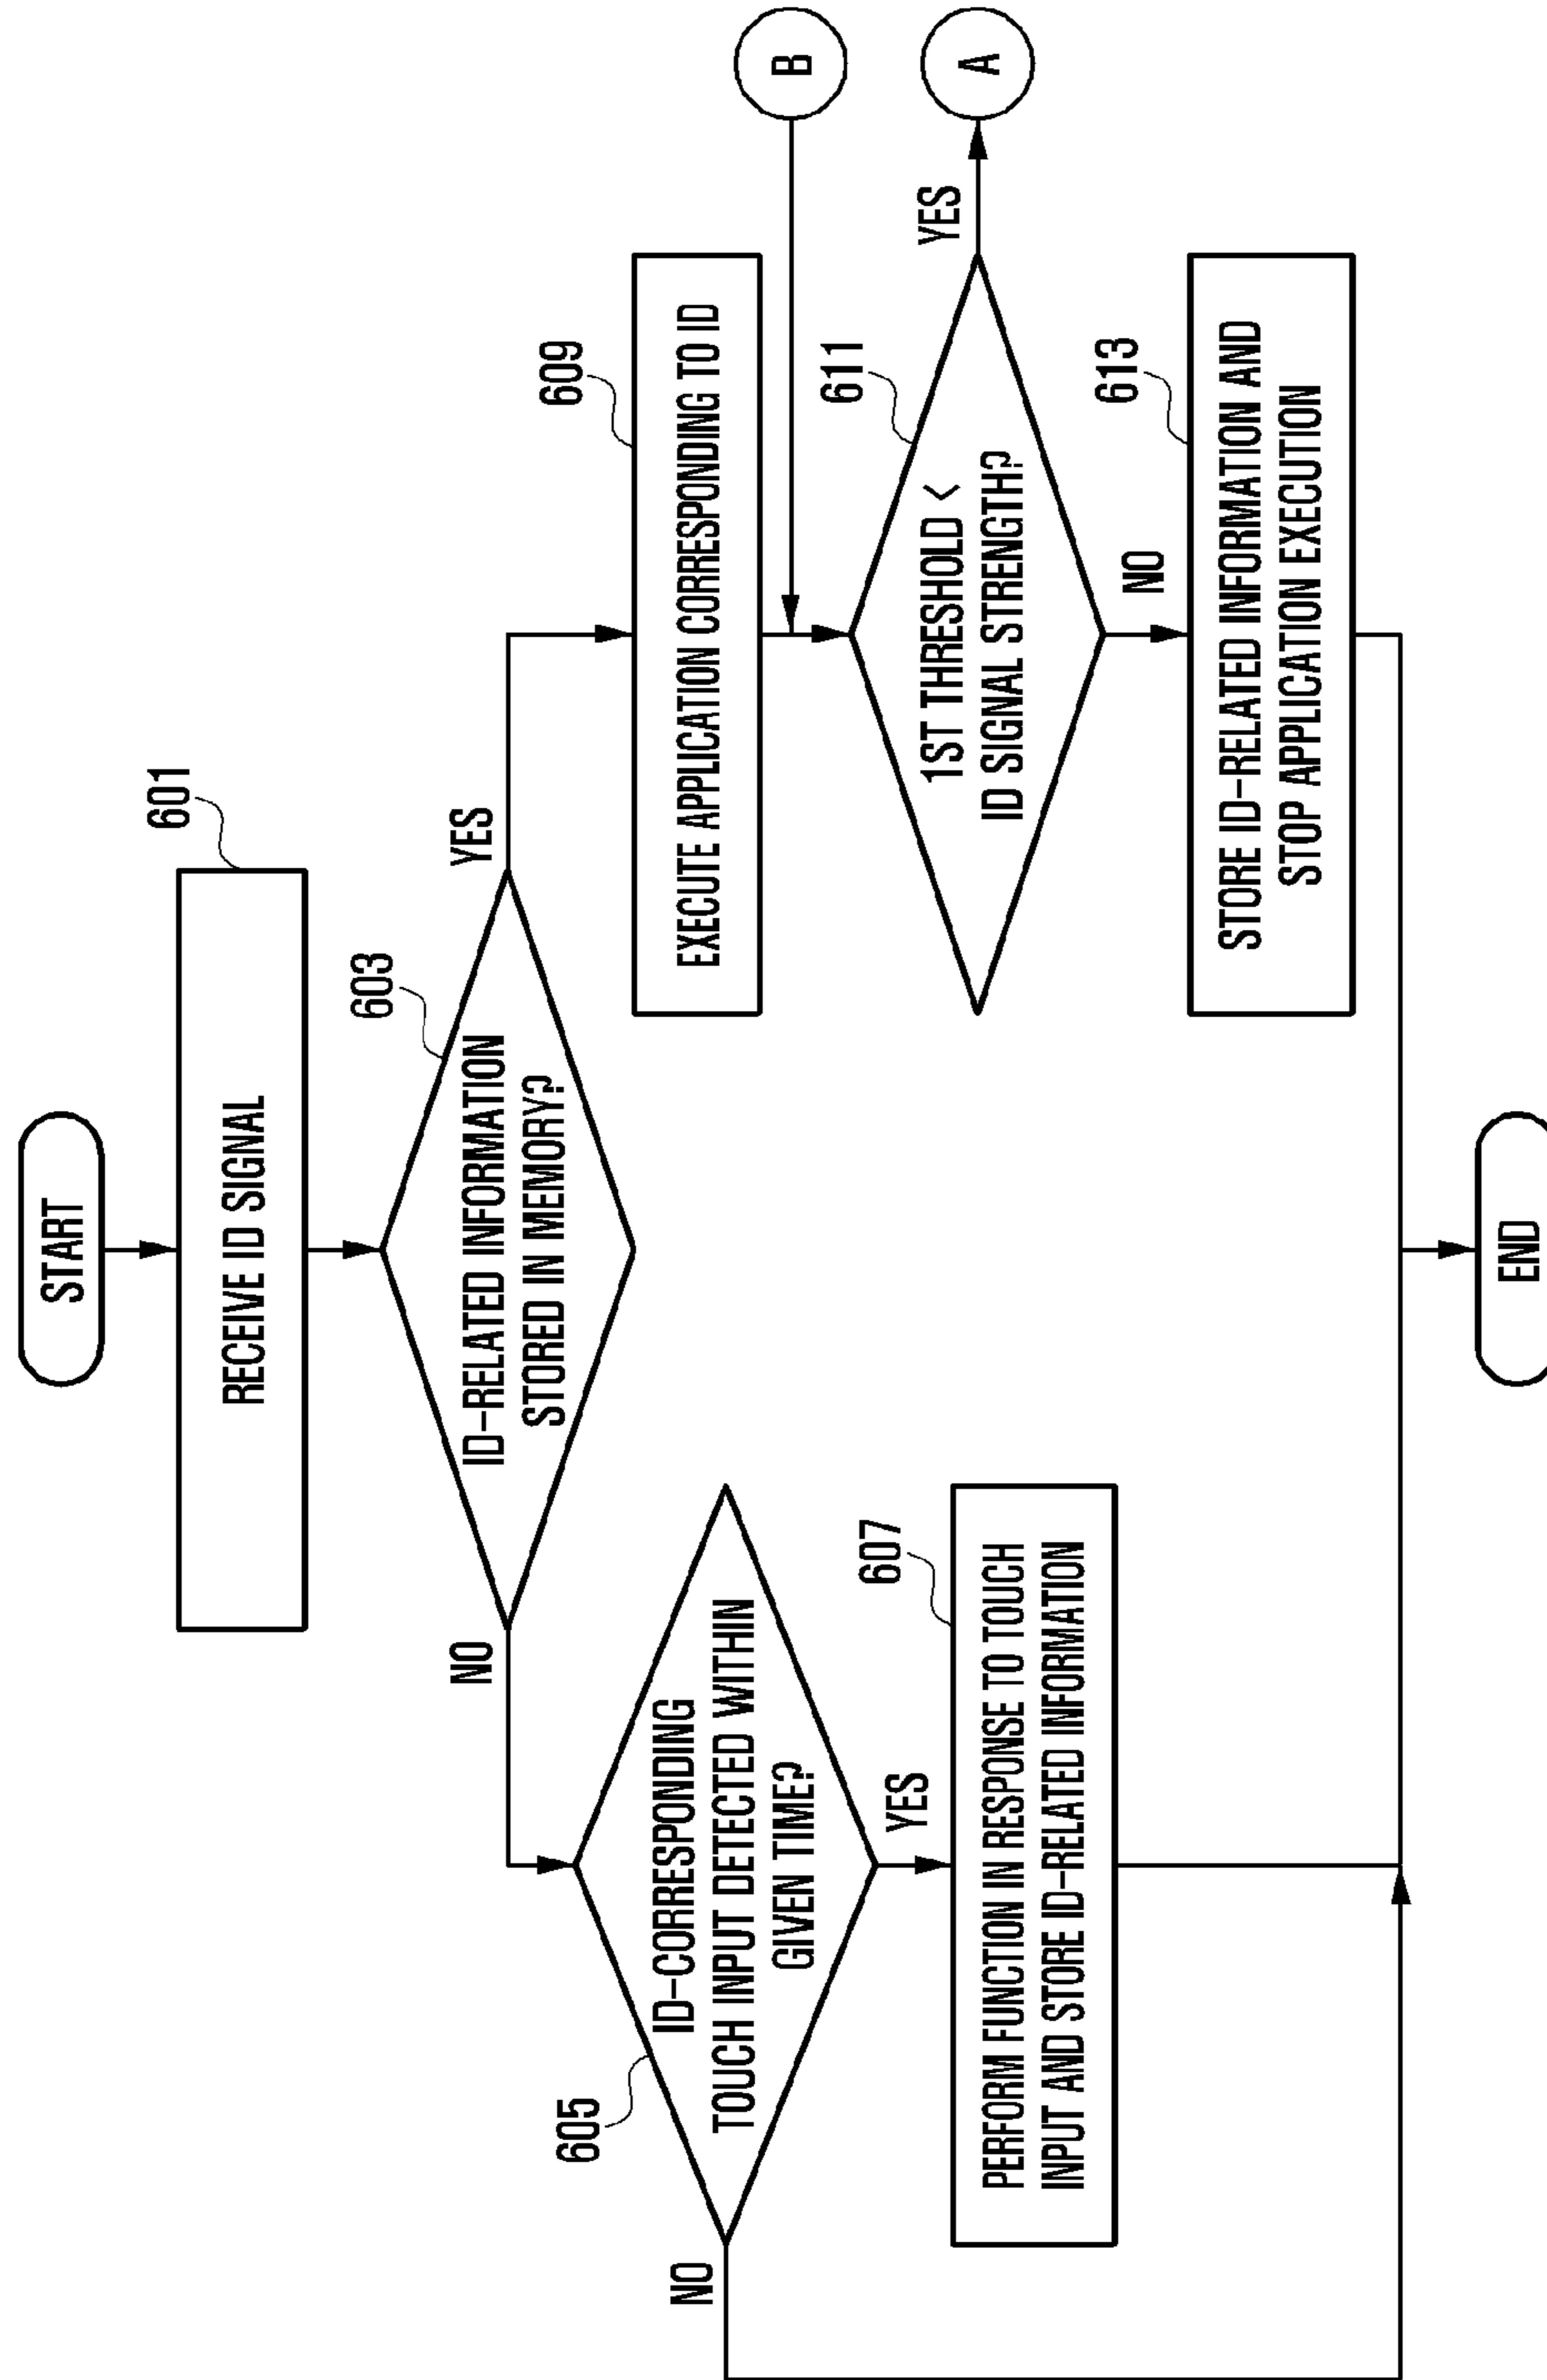 START
601
RECEIVE ID SIGNAL
603
ID-RELATED INFORMATION
STORED IN MEMORY?
NO
YES
605
ID-CORRESPONDING
TOUCH INPUT DETECTED WITHIN
GIVEN TIME?
NO
YES
607
PERFORM FUNCTION IN RESPONSE TO TOUCH
INPUT AND STORE ID-RELATED INFORMATION
609
EXECUTE APPLICATION CORRESPONDING TO ID
B
611
1ST THRESHOLD <
ID SIGNAL STRENGTH?
YES
A
NO
613
STORE ID-RELATED INFORMATION AND
STOP APPLICATION EXECUTION
END